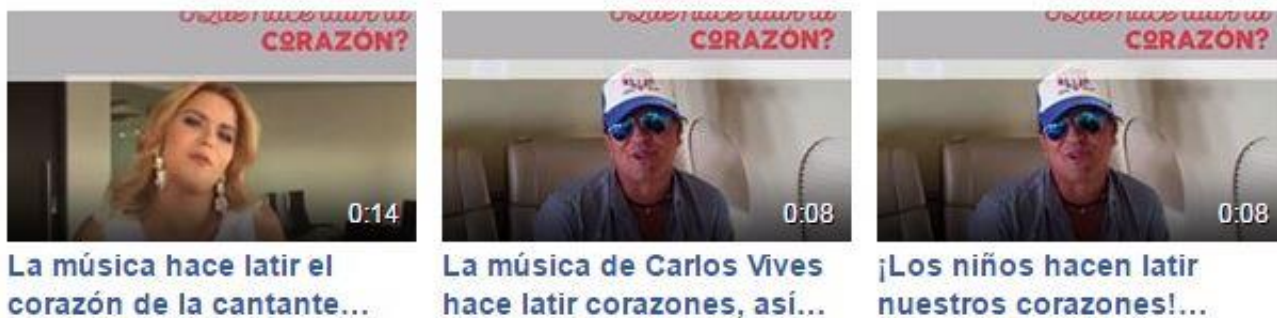 CORAZÓN?
0:14
La música hace latir el
corazón de la cantante...
CORAZÓN?
0:08
La música de Carlos Vives
hace latir corazones, así...
CORAZÓN?
0:08
¡Los niños hacen latir
nuestros corazones!...